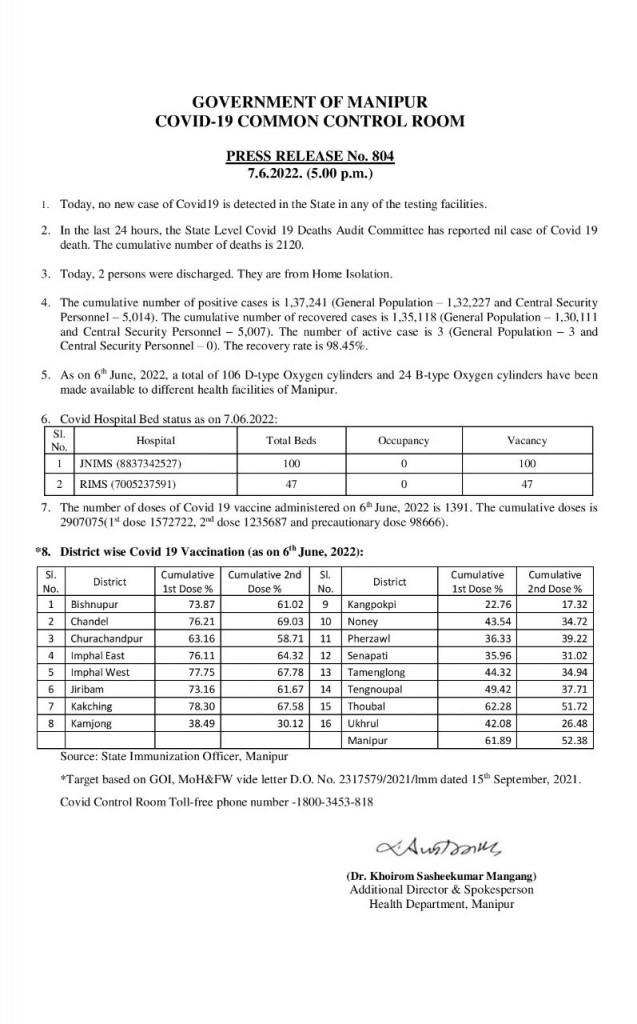 GOVERNMENT OF MANIPUR
COVID-19 COMMON CONTROL ROOM
PRESS RELEASE No. 804
7.6.2022. (5.00 p.m.)
1. Today, no new case of Covid19 is detected in the State in any of the testing facilities.
2. In the last 24 hours, the State Level Covid 19 Deaths Audit Committee has reported nil case of Covid 19
death. The cumulative number of deaths is 2120.
3. Today, 2 persons were discharged. They are from Home Isolation.
4. The cumulative number of positive cases is 1,37,241 (General Population – 1,32,227 and Central Security
Personnel – 5,014). The cumulative number of recovered cases is 1,35,118 (General Population – 1,30,111
and Central Security Personnel – 5,007). The number of active case is 3 (General Population – 3 and
Central Security Personnel – 0). The recovery rate is 98.45%.
5. As on 6th June, 2022, a total of 106 D-type Oxygen cylinders and 24 B-type Oxygen cylinders have been
made available to different health facilities of Manipur.
6. Covid Hospital Bed status as on 7.06.2022:
Sl. No. Hospital Total Beds Occupancy Vacancy
1 JNIMS (8837342527) 100 0 100
2 RIMS (7005237591) 47 0 47
7. The number of doses of Covid 19 vaccine administered on 6th June, 2022 is 1391. The cumulative doses is
2907075(1st dose 1572722, 2nd dose 1235687 and precautionary dose 98666).
*8. District wise Covid 19 Vaccination (as on 6th June, 2022):
Sl. No. District Cumulative 1st Dose % Cumulative 2nd Dose % Sl. No. District Cumulative 1st Dose % Cumulative 2nd Dose %
1 Bishnupur 73.87 61.02 9 Kangpokpi 22.76 17.32
2 Chandel 76.21 69.03 10 Noney 43.54 34.72
3 Churachandpur 63.16 58.71 11 Pherzawl 36.33 39.22
4 Imphal East 76.11 64.32 12 Senapati 35.96 31.02
5 Imphal West 77.75 67.78 13 Tamenglong 44.32 34.94
6 Jiribam 73.16 61.67 14 Tengnoupal 49.42 37.71
7 Kakching 78.30 67.58 15 Thoubal 62.28 51.72
8 Kamjong 38.49 30.12 16 Ukhrul 42.08 26.48
Manipur 61.89 52.38
Source: State Immunization Officer, Manipur
*Target based on GOI, MoH&FW vide letter D.O. No. 2317579/2021/Imm dated 15th September, 2021.
Covid Control Room Toll-free phone number -1800-3453-818
(Dr. Khoirom Sasheekumar Mangang)
Additional Director & Spokesperson
Health Department, Manipur